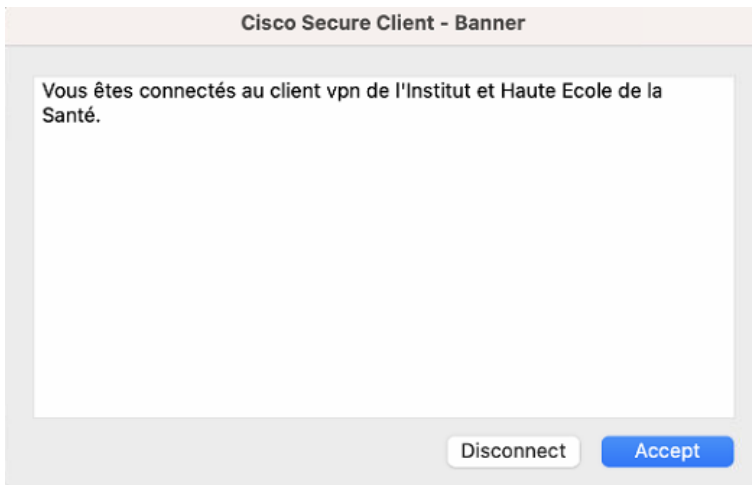 Cisco Secure Client - Banner
Vous êtes connectés au client vpn de l'Institut et Haute Ecole de la
Santé.
Disconnect
Accept